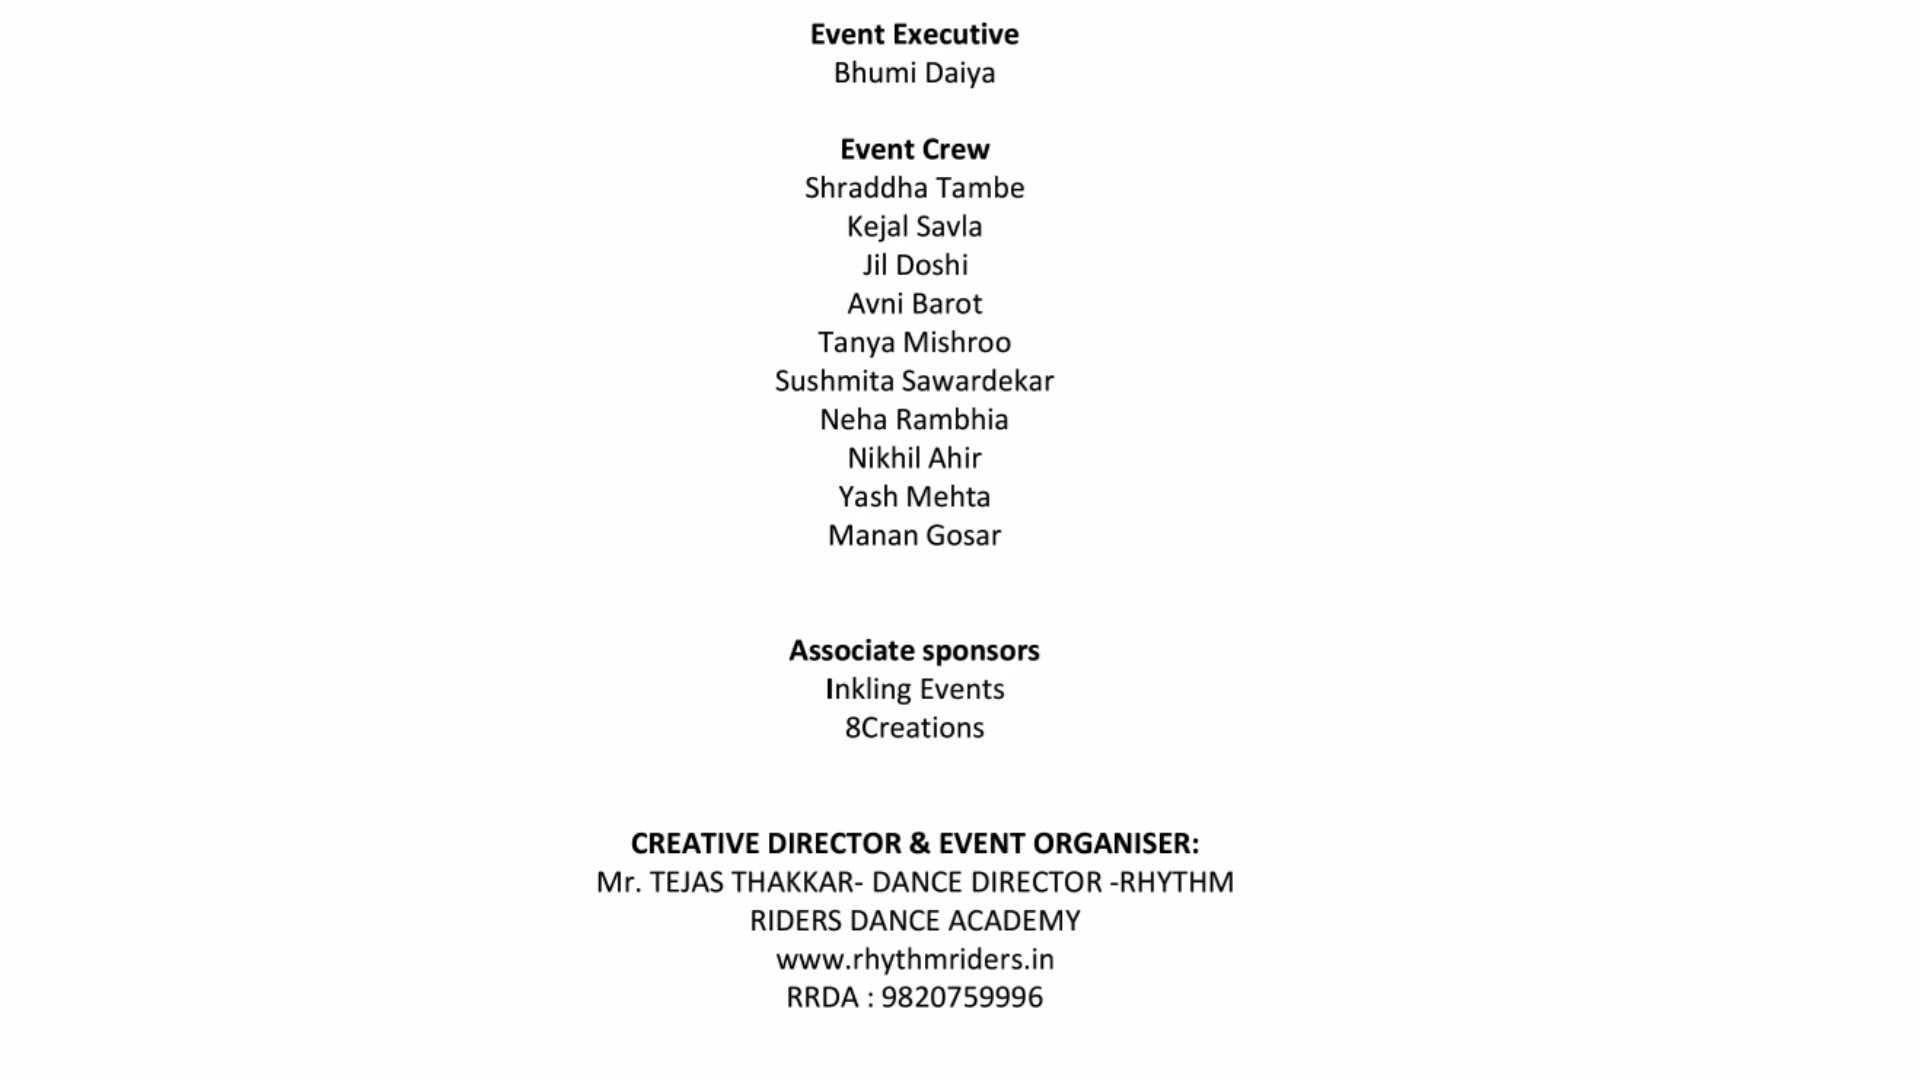 Event Executive
Bhumi Daiya
Event Crew
Shraddha Tambe
Kejal Savla
Jil Doshi
Avni Barot
Tanya Mishroo
Sushmita Sawardekar
Neha Rambhia
Nikhil Ahir
Yash Mehta
Manan Gosar
Associate sponsors
Inkling Events
8Creations
CREATIVE DIRECTOR & EVENT ORGANISER:
Mr. TEJAS THAKKAR- DANCE DIRECTOR -RHYTHM
RIDERS DANCE ACADEMY
www.rhythmriders.in
RRDA : 9820759996